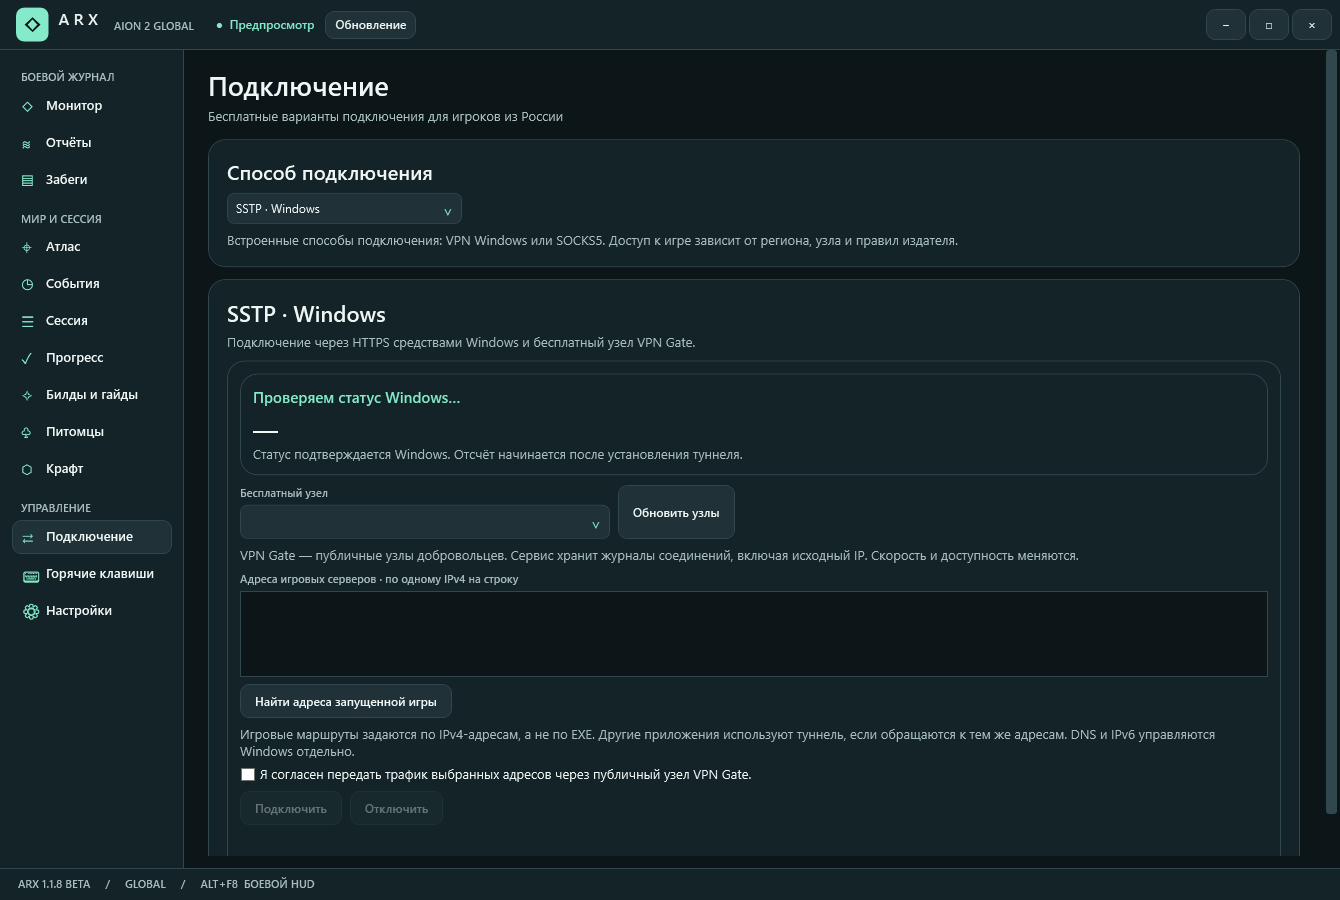 ARX
AION 2 GLOBAL
Предпросмотр
Обновление
БОЕВОЙ ЖУРНАЛ
Монитор
Отчёты
Забеги
МИР И СЕССИЯ
Атлас
События
Сессия
Прогресс
Билды и гайды
Питомцы
Крафт
УПРАВЛЕНИЕ
Подключение
Горячие клавиши
Настройки
Подключение
Бесплатные варианты подключения для игроков из России
Способ подключения
SSTP · Windows
Встроенные способы подключения: VPN Windows или SOCKS5. Доступ к игре зависит от региона, узла и правил издателя.
SSTP · Windows
Подключение через HTTPS средствами Windows и бесплатный узел VPN Gate.
Проверяем статус Windows...
—
Статус подтверждается Windows. Отсчёт начинается после установления туннеля.
Бесплатный узел
Обновить узлы
VPN Gate — публичные узлы добровольцев. Сервис хранит журналы соединений, включая исходный IP. Скорость и доступность меняются.
Адреса игровых серверов · по одному IPv4 на строку
Найти адреса запущенной игры
Игровые маршруты задаются по IPv4-адресам, а не по EXE. Другие приложения используют туннель, если обращаются к тем же адресам. DNS и IPv6 управляются
Windows отдельно.
Я согласен передать трафик выбранных адресов через публичный узел VPN Gate.
Подключить
Отключить
ARX 1.1.8 BETA / GLOBAL / ALT+F8 БОЕВОЙ HUD